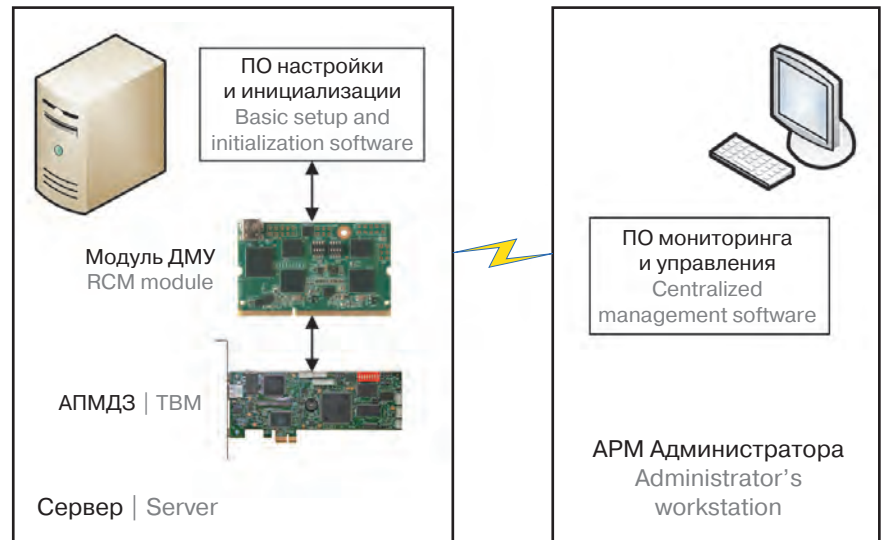 ПО настройки
и инициализации
Basic setup and
initialization software
Модуль ДМУ
RCM module
АПМДЗ | TBM
Сервер | Server
ПО мониторинга
и управления
Centralized
management software
АРМ Администратора
Administrator’s
workstation